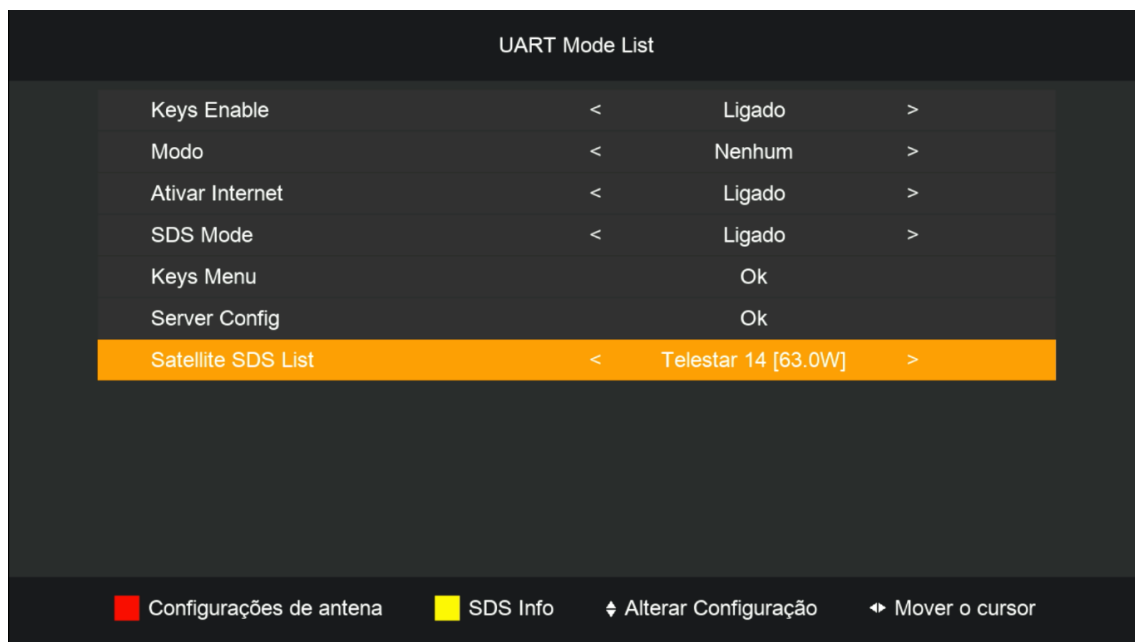 UART Mode List
Keys Enable < Ligado >
Modo < Nenhum >
Ativar Internet < Ligado >
SDS Mode < Ligado >
Keys Menu Ok
Server Config Ok
Satellite SDS List < Telestar 14 [63.0W] >
Configurações de antena SDS Info Alterar Configuração Mover o cursor